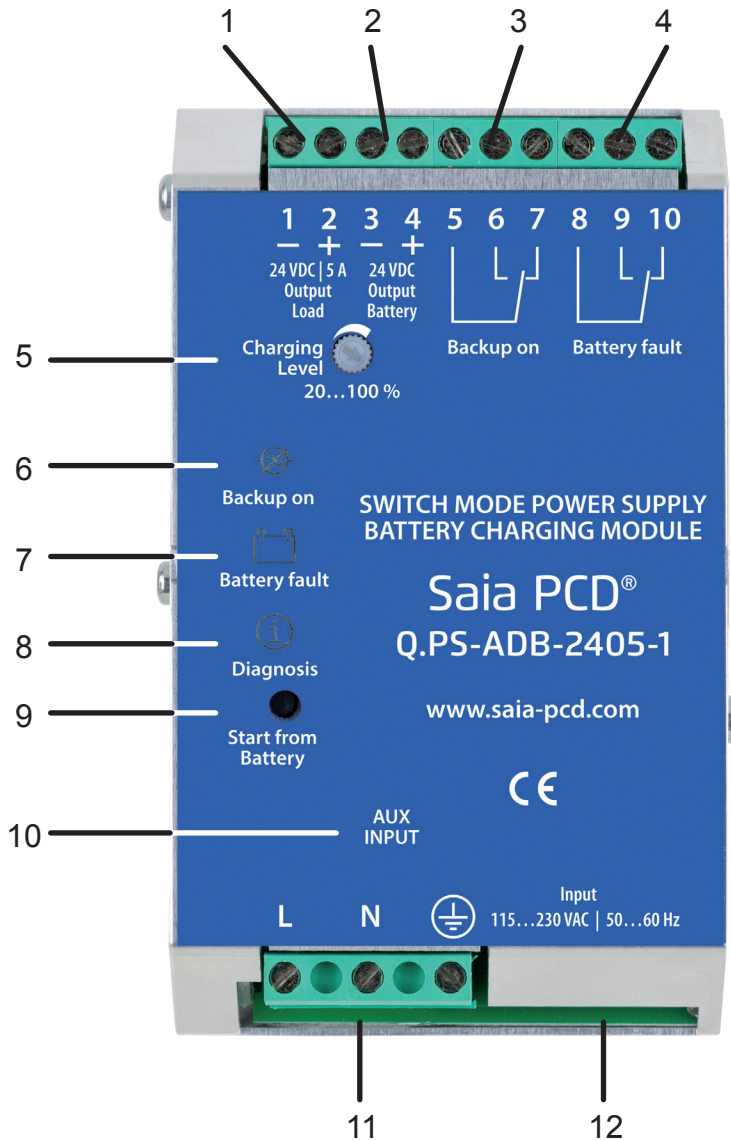 1 2 3 4
1 2 3 4 5 6 7 8 9 10
− + − +
24 VDC | 5 A
Output
Load
24 VDC
Output
Battery
Backup on
Battery fault
5
Charging
Level
20...100 %
6
Backup on
SWITCH MODE POWER SUPPLY
BATTERY CHARGING MODULE
7
Battery fault
Saia PCD®
Q.PS-ADB-2405-1
8
i
Diagnosis
www.saia-pcd.com
9
Start from
Battery
CE
10
AUX
INPUT
Input
L N
115...230 VAC | 50...60 Hz
11 12